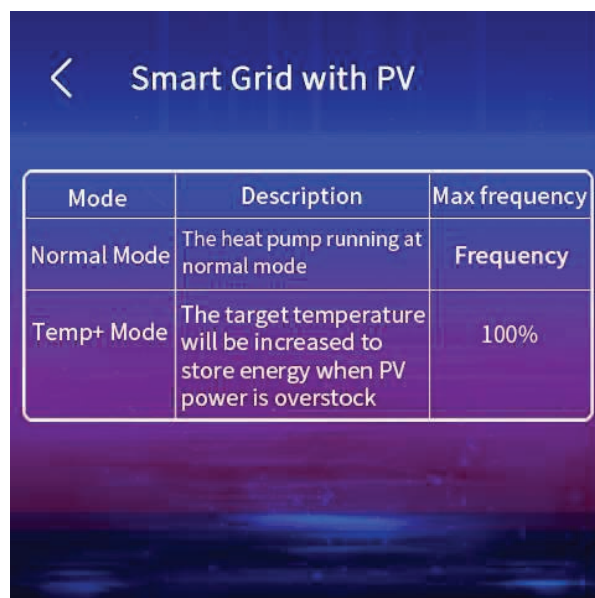 Smart Grid with PV
Mode Description Max frequency
Normal Mode The heat pump running at normal mode Frequency
Temp+ Mode The target temperature will be increased to store energy when PV power is overstock 100%